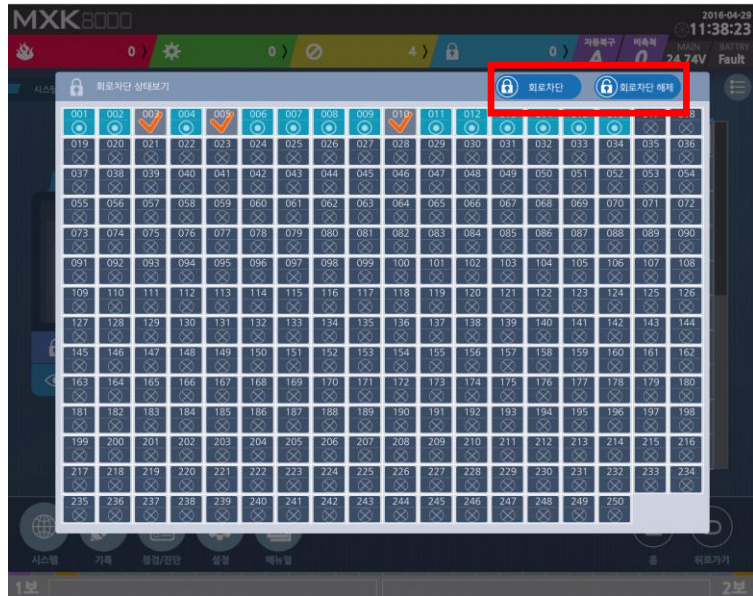 MXK8000
2016-04-29
11:38:23
0 〉 0 〉 4 〉 0 〉 자동복구 A 비축적 0 MAIN 24.74V BATTRY Fault
회로차단 상태보기 회로차단 회로차단 해제
001 002 003 004 005 006 007 008 009 010 011 012
019 020 021 022 023 024 025 026 027 028 029 030 031 032 033 034 035 036
037 038 039 040 041 042 043 044 045 046 047 048 049 050 051 052 053 054
055 056 057 058 059 060 061 062 063 064 065 066 067 068 069 070 071 072
073 074 075 076 077 078 079 080 081 082 083 084 085 086 087 088 089 090
091 092 093 094 095 096 097 098 099 100 101 102 103 104 105 106 107 108
109 110 111 112 113 114 115 116 117 118 119 120 121 122 123 124 125 126
127 128 129 130 131 132 133 134 135 136 137 138 139 140 141 142 143 144
145 146 147 148 149 150 151 152 153 154 155 156 157 158 159 160 161 162
163 164 165 166 167 168 169 170 171 172 173 174 175 176 177 178 179 180
181 182 183 184 185 186 187 188 189 190 191 192 193 194 195 196 197 198
199 200 201 202 203 204 205 206 207 208 209 210 211 212 213 214 215 216
217 218 219 220 221 222 223 224 225 226 227 228 229 230 231 232 233 234
235 236 237 238 239 240 241 242 243 244 245 246 247 248 249 250
시스템 기록 점검/진단 설정 메뉴얼 홈 뒤로가기
1보 2보